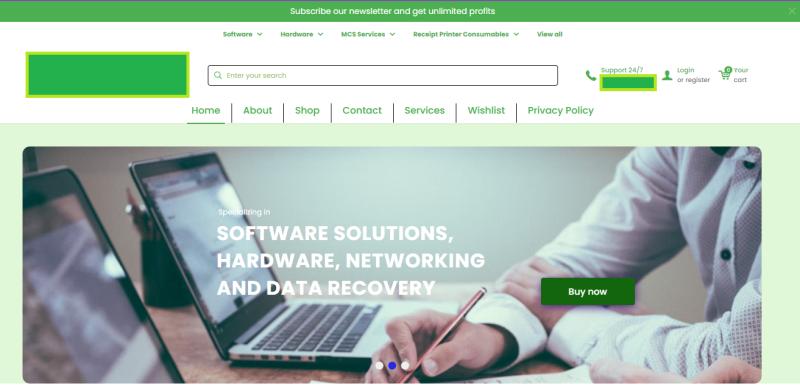 Subscribe our newsletter and get unlimited profits
Software Hardware MCS Services Receipt Printer Consumables View all
Enter your search
Support 24/7
Login
or register
0
Your
cart
Home About Shop Contact Services Wishlist Privacy Policy
Specializing in
SOFTWARE SOLUTIONS,
HARDWARE, NETWORKING
AND DATA RECOVERY
Buy now